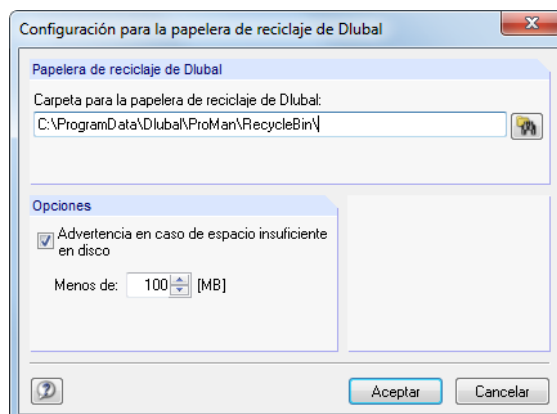 Configuración para la papelera de reciclaje de Dlubal
Papelera de reciclaje de Dlubal
Carpeta para la papelera de reciclaje de Dlubal:
C:\ProgramData\Dlubal\ProMan\RecycleBin\
Opciones
Advertencia en caso de espacio insuficiente
en disco
Menos de: 100 [MB]
Aceptar Cancelar